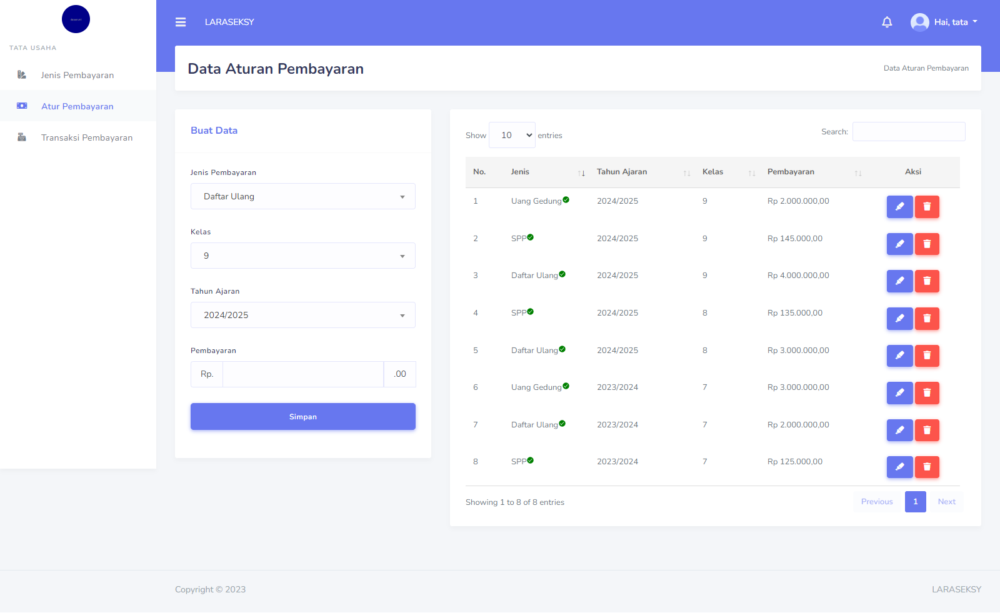 LARASEKSY
Hai, tata
TATA USAHA
Jenis Pembayaran
Atur Pembayaran
Transaksi Pembayaran
Data Aturan Pembayaran
Data Aturan Pembayaran
Buat Data
Jenis Pembayaran
Daftar Ulang
Kelas
9
Tahun Ajaran
2024/2025
Pembayaran
Rp. .00
Simpan
Show 10 entries
Search:
No. Jenis Tahun Ajaran Kelas Pembayaran Aksi
1 Uang Gedung 2024/2025 9 Rp 2.000.000,00
2 SPP 2024/2025 9 Rp 145.000,00
3 Daftar Ulang 2024/2025 9 Rp 4.000.000,00
4 SPP 2024/2025 8 Rp 135.000,00
5 Daftar Ulang 2024/2025 8 Rp 3.000.000,00
6 Uang Gedung 2023/2024 7 Rp 3.000.000,00
7 Daftar Ulang 2023/2024 7 Rp 2.000.000,00
8 SPP 2023/2024 7 Rp 125.000,00
Showing 1 to 8 of 8 entries
Previous 1 Next
Copyright © 2023
LARASEKSY